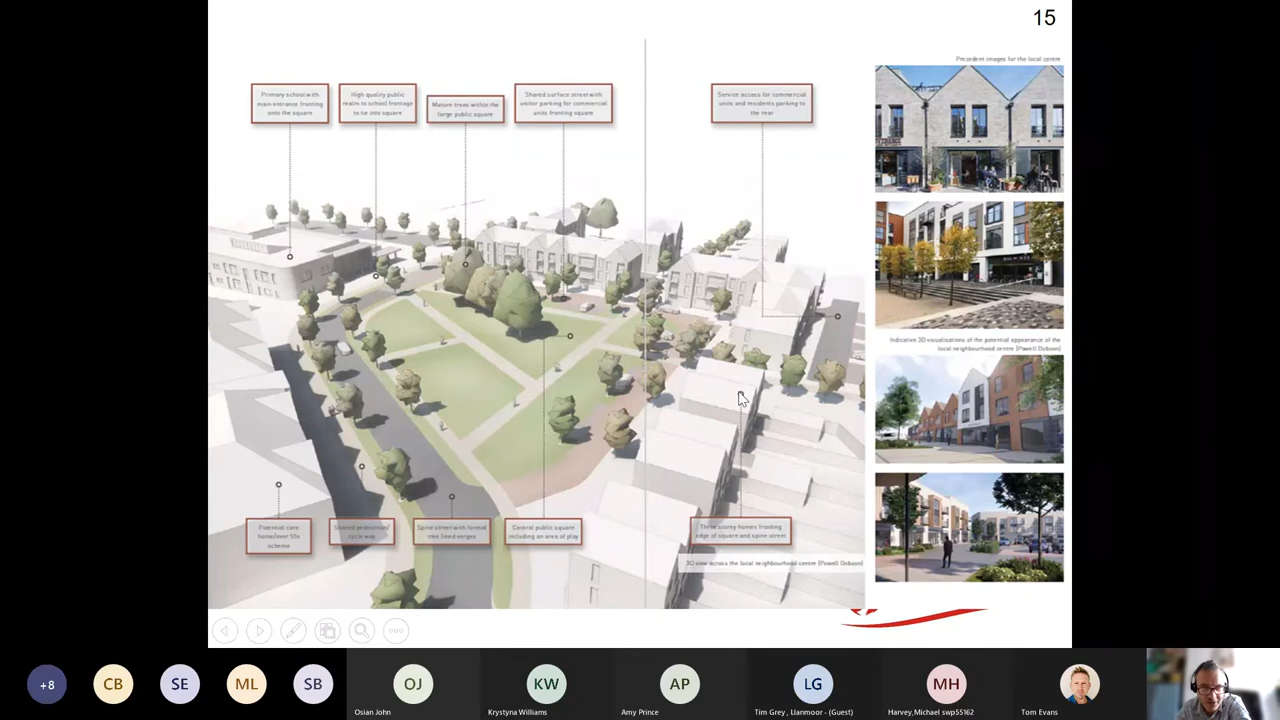 15
Precedent images for the local centre
Primary school with
main entrance fronting
onto the square
High quality public
realm to school frontage
to tie into square
Mature trees within the
large public square
Shared surface street with
visitor parking for commercial
units fronting square
Service access for commercial
units and residents parking to
the rear
Indicative 3D visualisations of the potential appearance of the
local neighbourhood centre (Powell Dobson)
Potential care
home/over 55s
scheme
Shared pedestrian/
cycle way
Spine street with formal
tree lined verges
Central public square
including an area of play
Three storey homes fronting
edge of square and spine street
3D view across the local neighbourhood centre (Powell Dobson)
+8
CB
SE
ML
SB
OJ
KW
AP
LG
MH
Osian John
Krystyna Williams
Amy Prince
Tim Grey , Llanmoor - (Guest)
Harvey,Michael swp55162
Tom Evans